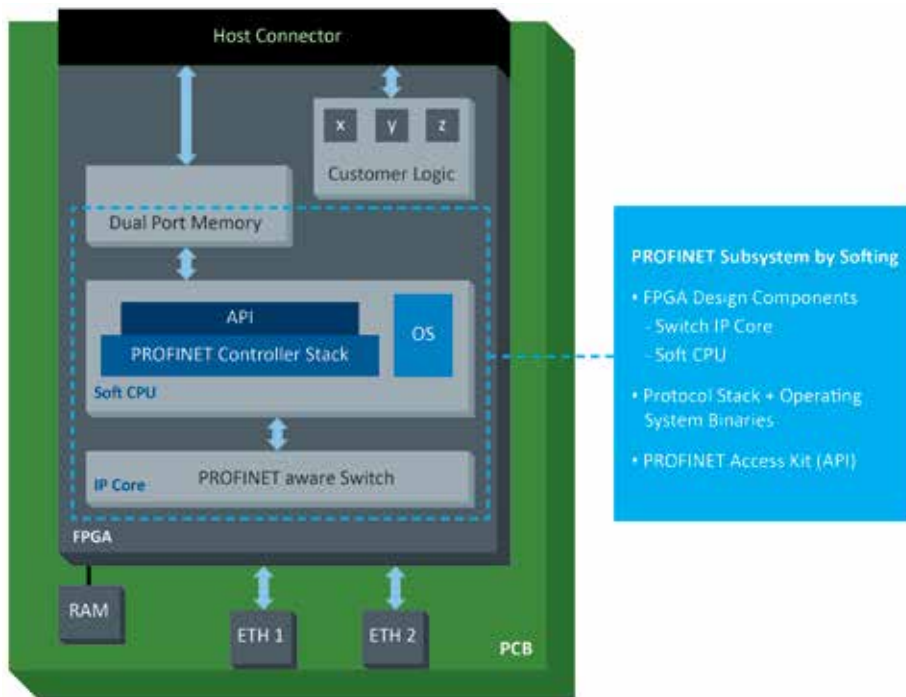 Host Connector
x y z
Customer Logic
Dual Port Memory
API
OS
PROFINET Controller Stack
Soft CPU
PROFINET aware Switch
IP Core
FPGA
RAM
ETH 1
ETH 2
PCB
PROFINET Subsystem by Softing
• FPGA Design Components
- Switch IP Core
- Soft CPU
• Protocol Stack + Operating
System Binaries
• PROFINET Access Kit (API)